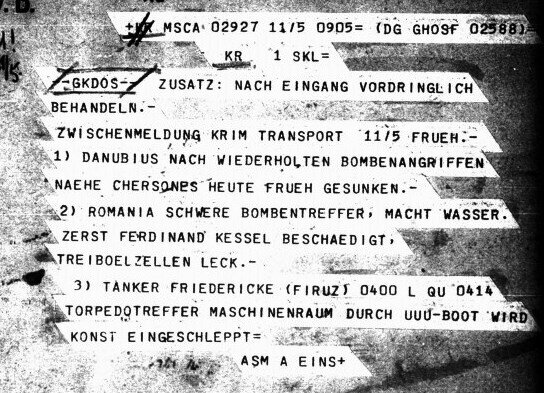 +KR MSCA 02927 11/5 0905= (DG GHOSF 02588)=
KR 1 SKL=
-GKDOS-- ZUSATZ: NACH EINGANG VORDRINGLICH
BEHANDELN.-
ZWISCHENMELDUNG KRIM TRANSPORT 11/5 FRUEH.-
1) DANUBIUS NACH WIEDERHOLTEN BOMBENANGRIFFEN
NAEHE CHERSONES HEUTE FRUEH GESUNKEN.-
2) ROMANIA SCHWERE BOMBENTREFFER, MACHT WASSER.
ZERST FERDINAND KESSEL BESCHAEDIGT,
TREIBOELZELLEN LECK.-
3) TANKER FRIEDERICKE (FIRUZ) 0400 L QU 0414
TORPEDOTREFFER MASCHINENRAUM DURCH UUU-BOOT WIRD
KONST EINGESCHLEPPT=
ASM A EINS+